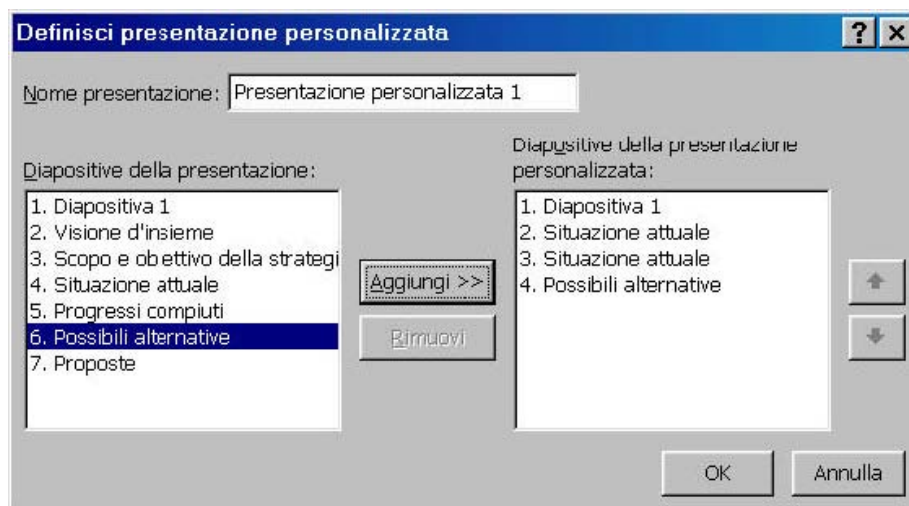 Definisci presentazione personalizzata
Nome presentazione: Presentazione personalizzata 1
Diapositive della presentazione:
1. Diapositiva 1
2. Visione d'insieme
3. Scopo e obiettivo della strategi
4. Situazione attuale
5. Progressi compiuti
6. Possibili alternative
7. Proposte
Aggiungi >>
Rimuovi
Diapositive della presentazione
personalizzata:
1. Diapositiva 1
2. Situazione attuale
3. Situazione attuale
4. Possibili alternative
OK
Annulla